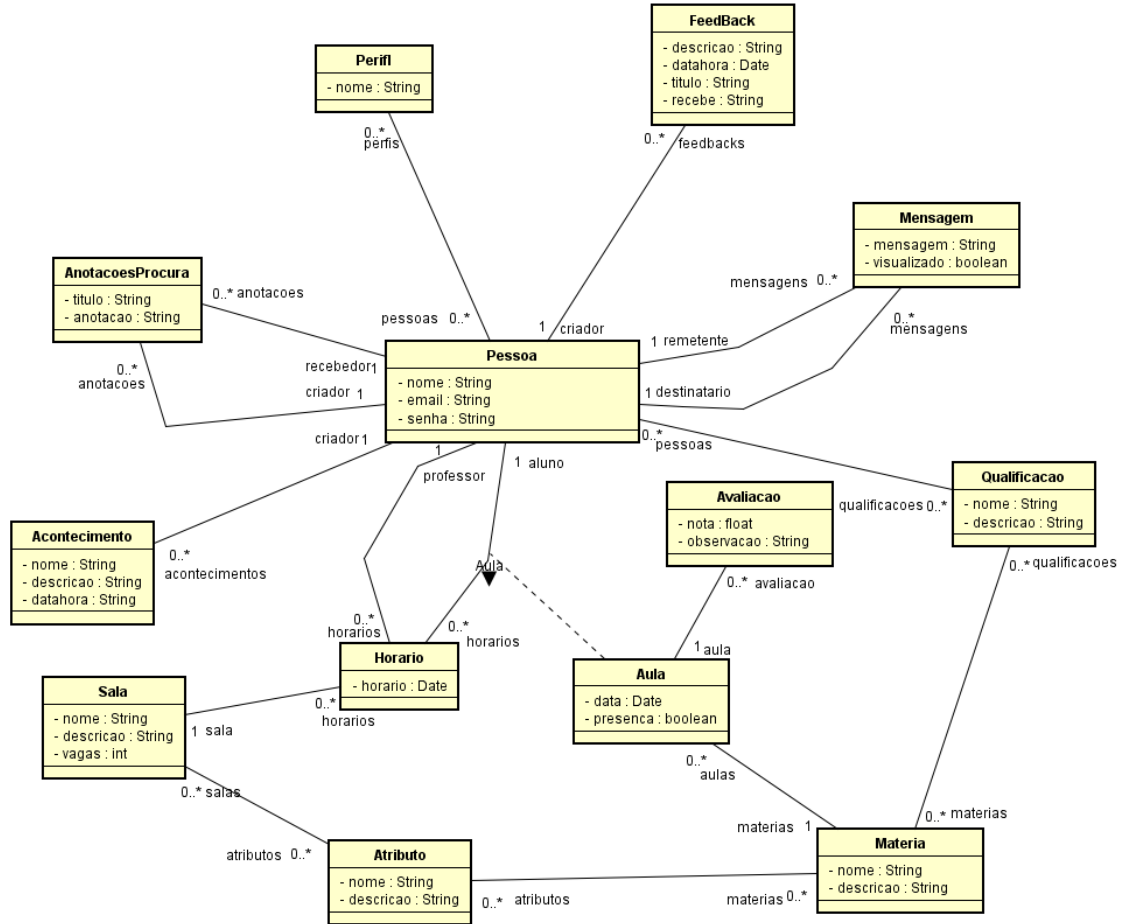 FeedBack
- descricao : String
- datahora : Date
- titulo : String
- recebe : String
Perifl
- nome : String
0..*
perfis
0..* feedbacks
Mensagem
- mensagem : String
- visualizado : boolean
AnotacoesProcura
- titulo : String
- anotacao : String
0..* anotacoes
mensagens 0..*
0..*
mensagens
pessoas 0..*
1 criador
1 remetente
0..*
anotacoes
recebedor 1
criador 1
Pessoa
- nome : String
- email : String
- senha : String
1 destinatario
0..*
pessoas
criador 1
1
professor
1 aluno
Qualificacao
- nome : String
- descricao : String
qualificacoes 0..*
Avaliacao
- nota : float
- observacao : String
Acontecimento
- nome : String
- descricao : String
- datahora : String
0..*
acontecimentos
Aula
0..* avaliacao
0..* qualificacoes
0..*
horarios
0..* horarios
1 aula
Horario
- horario : Date
Aula
- data : Date
- presenca : boolean
Sala
- nome : String
- descricao : String
- vagas : int
1 sala
0..*
horarios
0..*
aulas
0..* salas
0..* materias
materias 1
atributos 0..*
Atributo
- nome : String
- descricao : String
Materia
- nome : String
- descricao : String
0..* atributos
materias 0..*